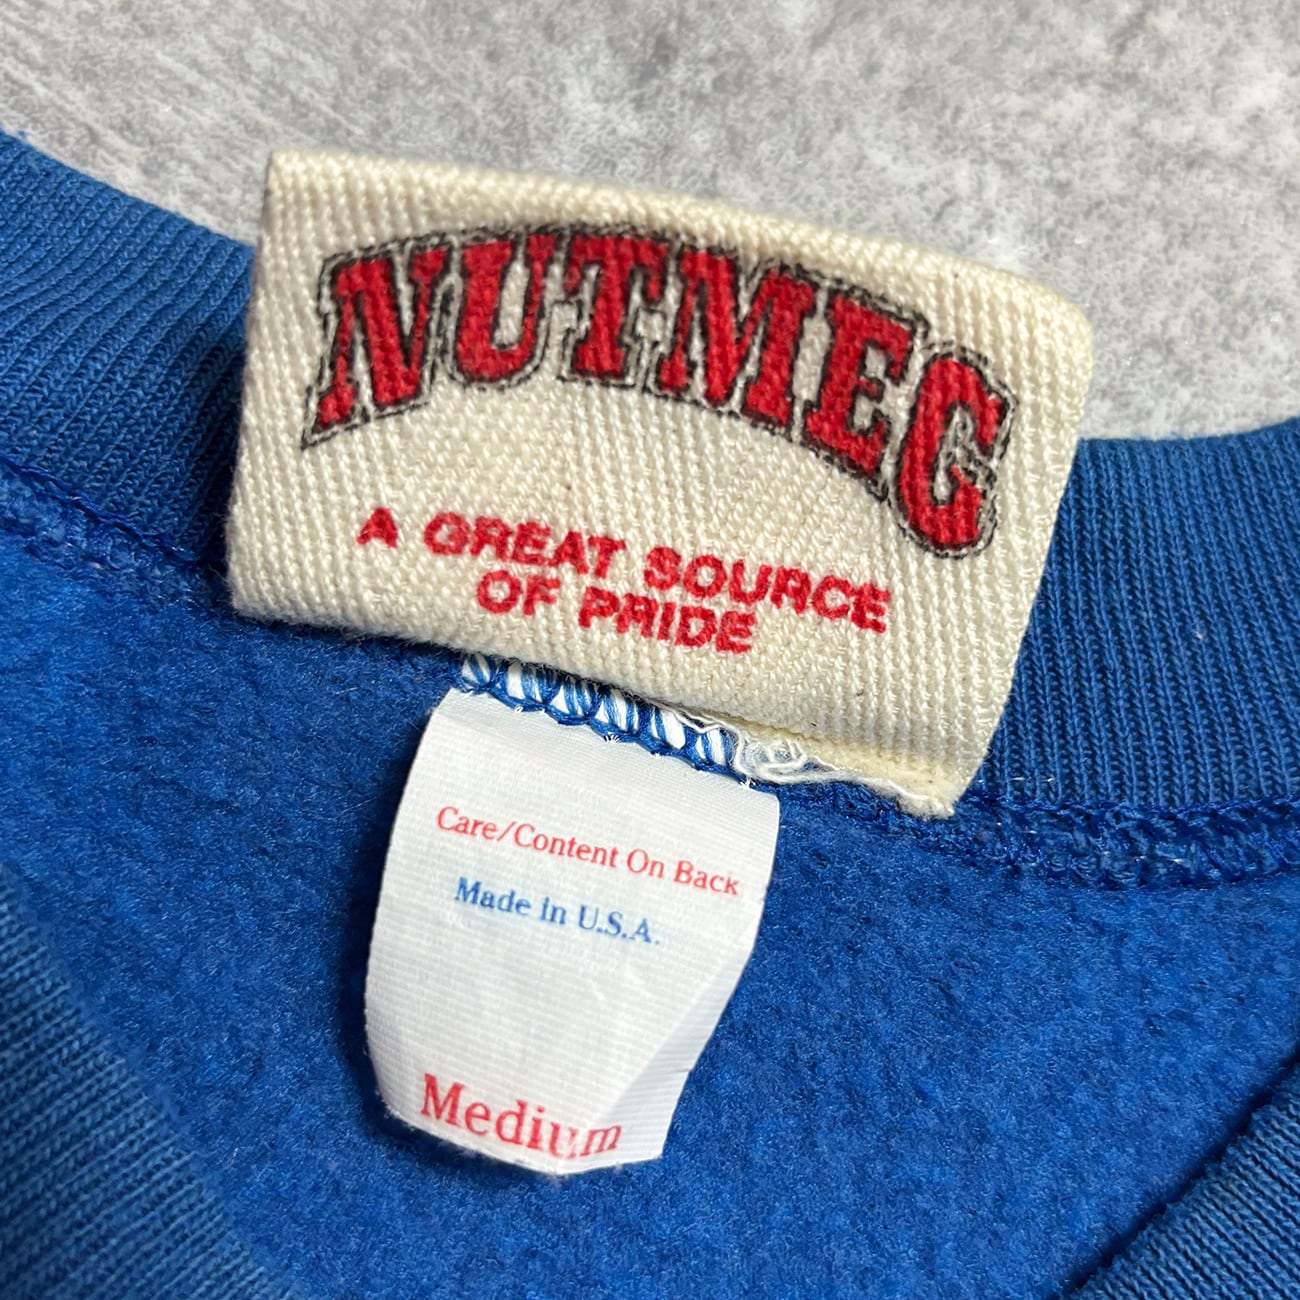 NUTMEG
A GREAT SOURCE
OF PRIDE
Care/Content On Back
Made in U.S.A.
Medium